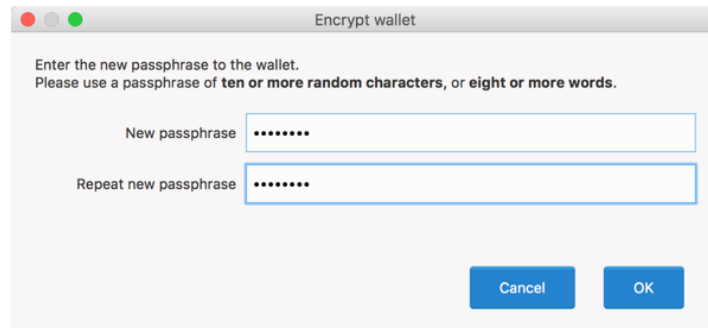 Encrypt wallet
Enter the new passphrase to the wallet.
Please use a passphrase of ten or more random characters, or eight or more words.
New passphrase ••••••••
Repeat new passphrase ••••••••
Cancel OK